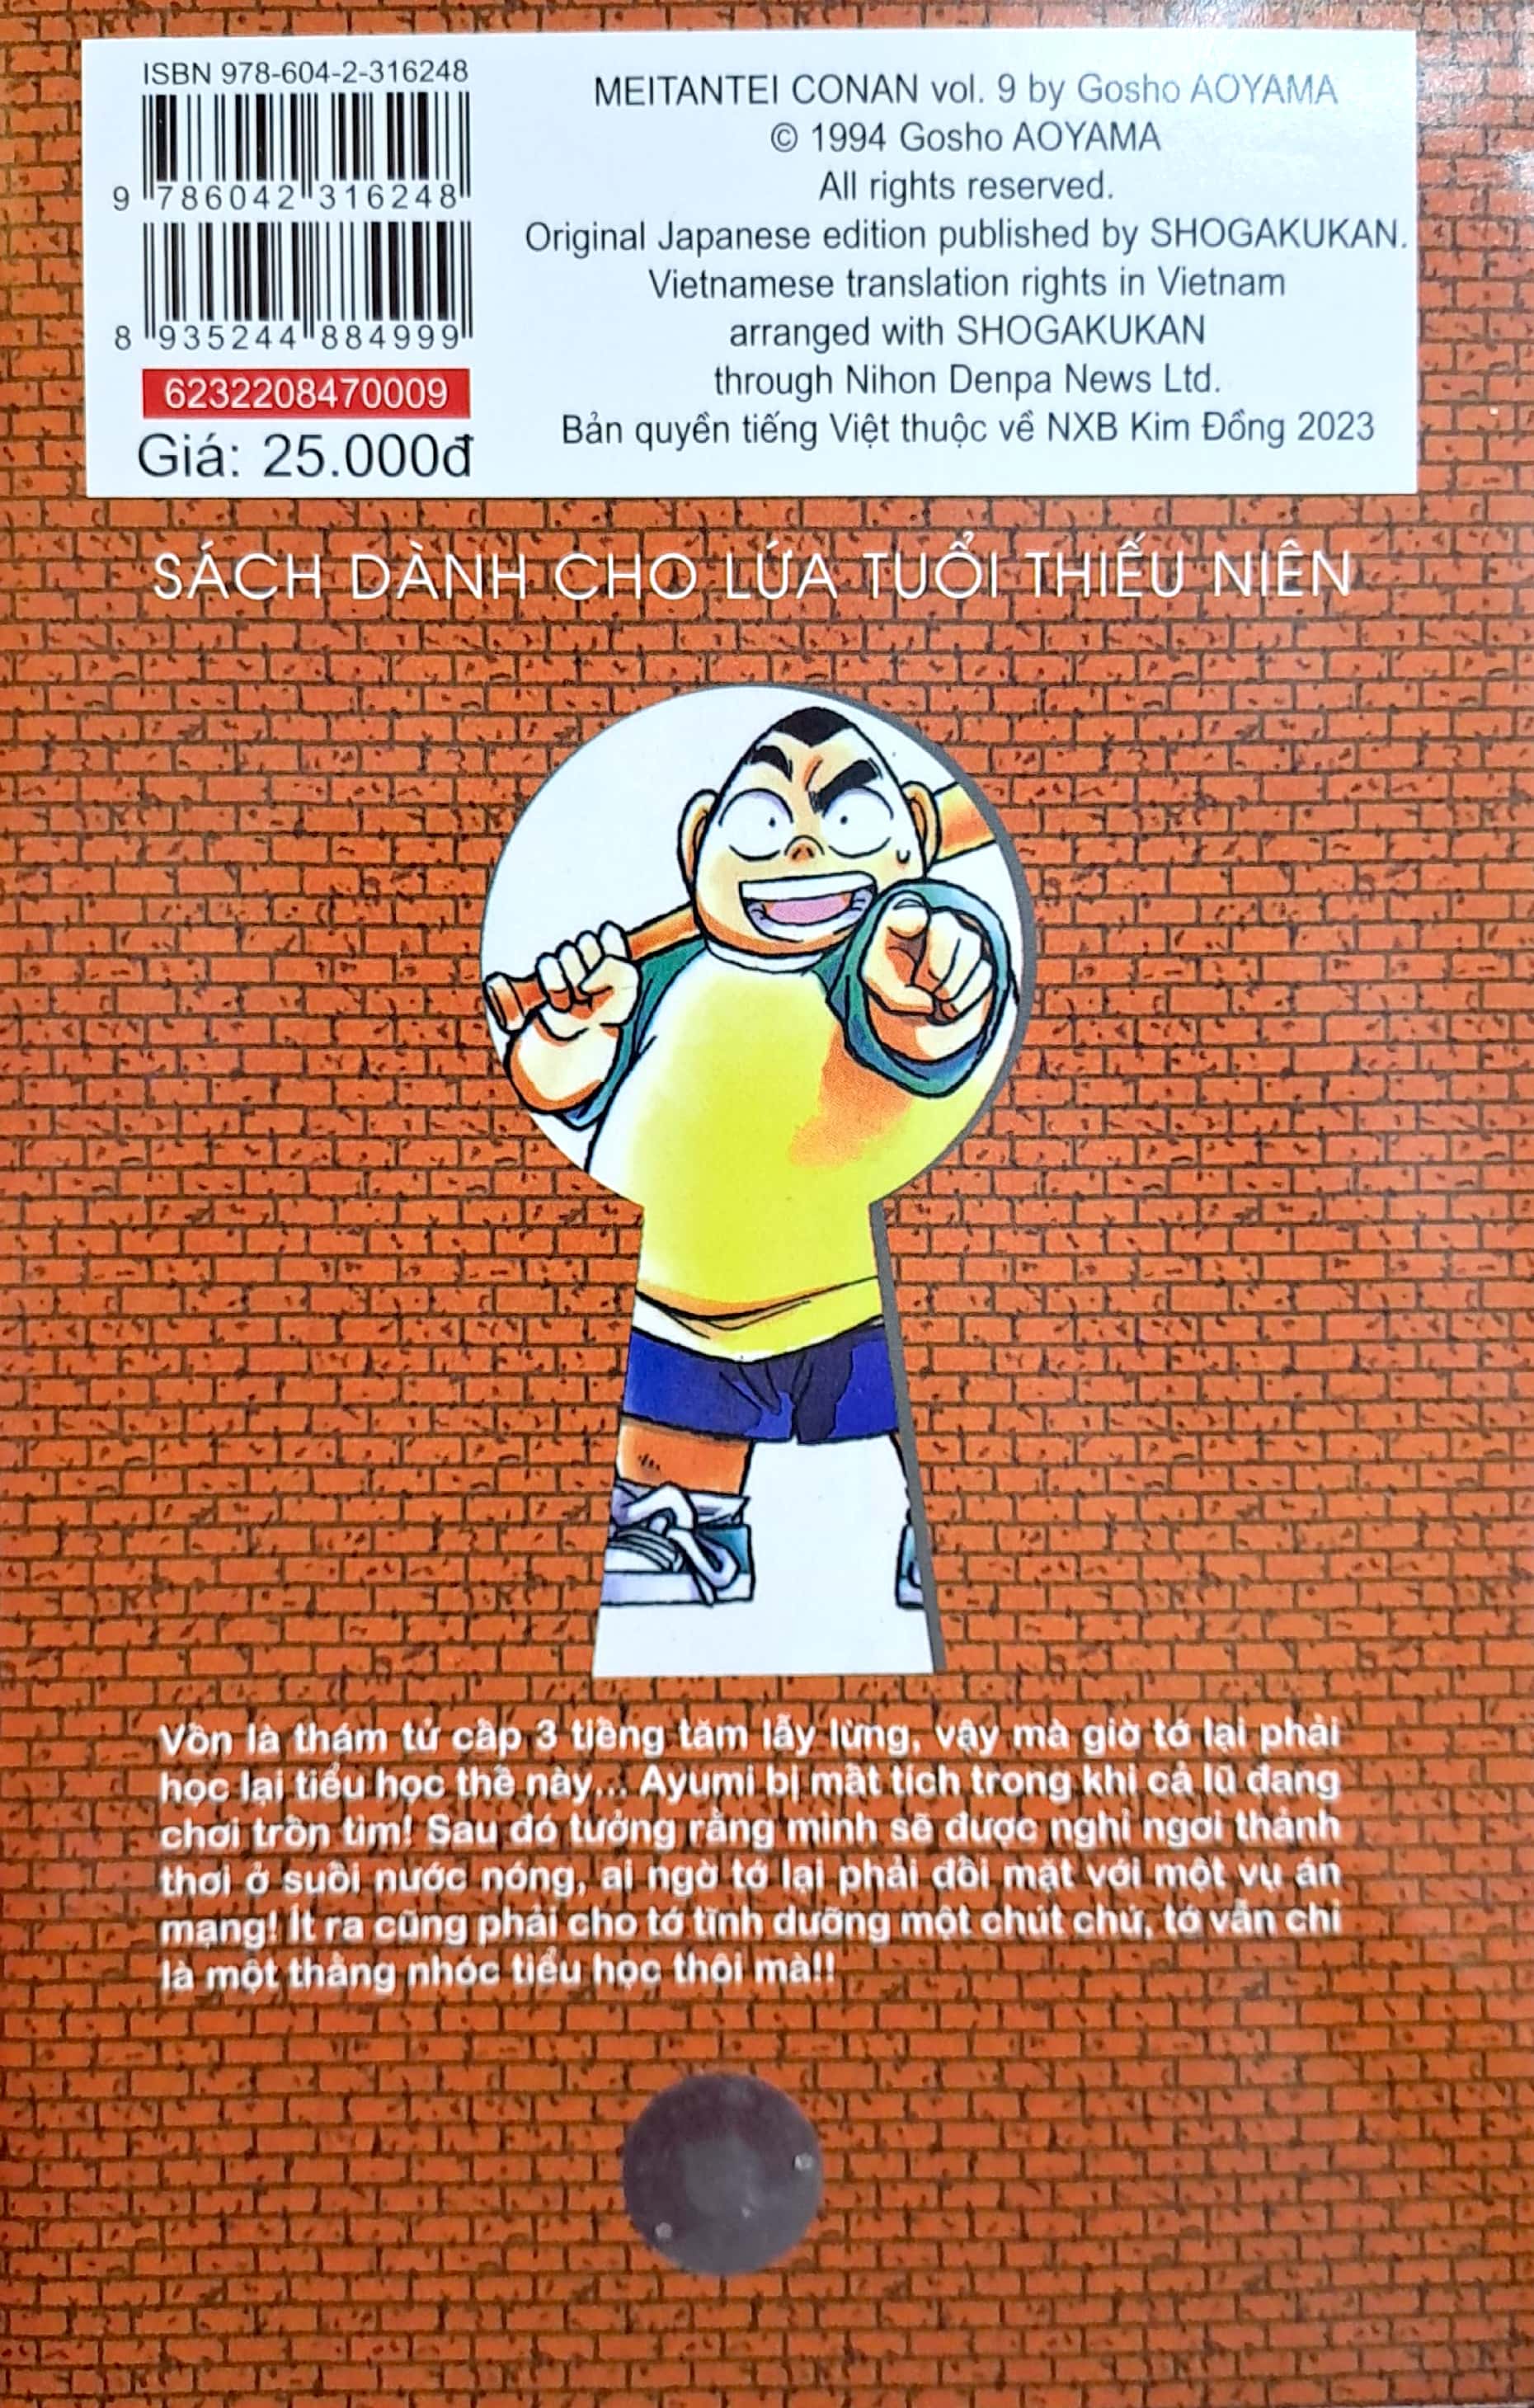 ISBN 978-604-2-316248
9 786042 316248
8 935244 884999
6232208470009
Giá: 25.000đ
MEITANTEI CONAN vol. 9 by Gosho AOYAMA
© 1994 Gosho AOYAMA
All rights reserved.
Original Japanese edition published by SHOGAKUKAN.
Vietnamese translation rights in Vietnam
arranged with SHOGAKUKAN
through Nihon Denpa News Ltd.
Bản quyền tiếng Việt thuộc về NXB Kim Đồng 2023
SÁCH DÀNH CHO LỨA TUỔI THIẾU NIÊN
Vốn là thám tử cấp 3 tiếng tăm lẫy lừng, vậy mà giờ tớ lại phải
học lại tiểu học thế này... Ayumi bị mất tích trong khi cả lũ đang
chơi trốn tìm! Sau đó tưởng rằng mình sẽ được nghỉ ngơi thảnh
thơi ở suối nước nóng, ai ngờ tớ lại phải đối mặt với một vụ án
mạng! Ít ra cũng phải cho tớ tĩnh dưỡng một chút chứ, tớ vẫn chỉ
là một thằng nhóc tiểu học thôi mà!!